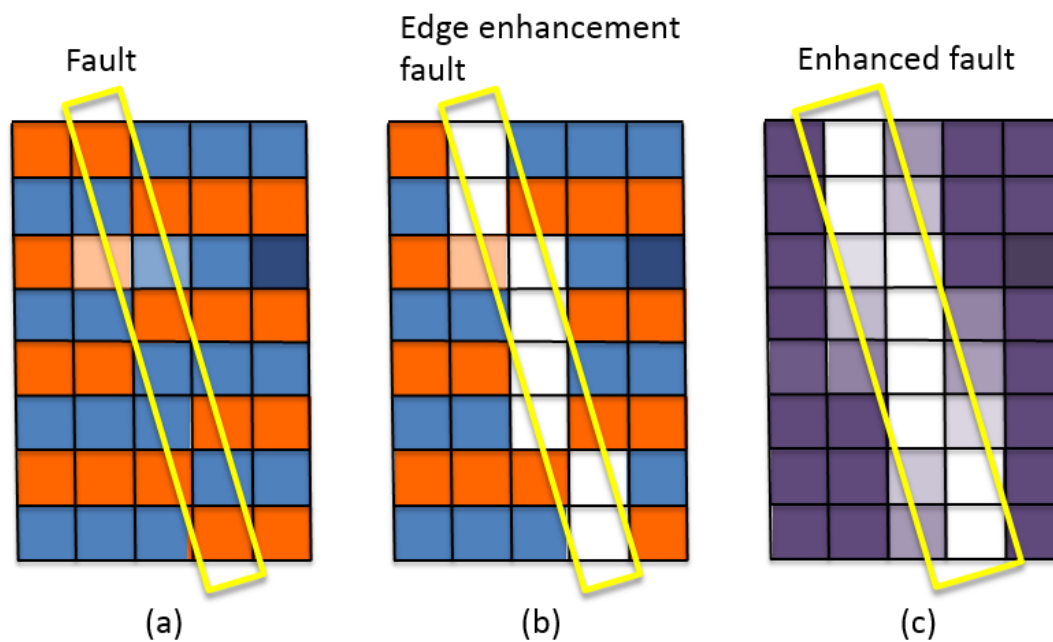 Fault
Edge enhancement
fault
Enhanced fault
(a)
(b)
(c)